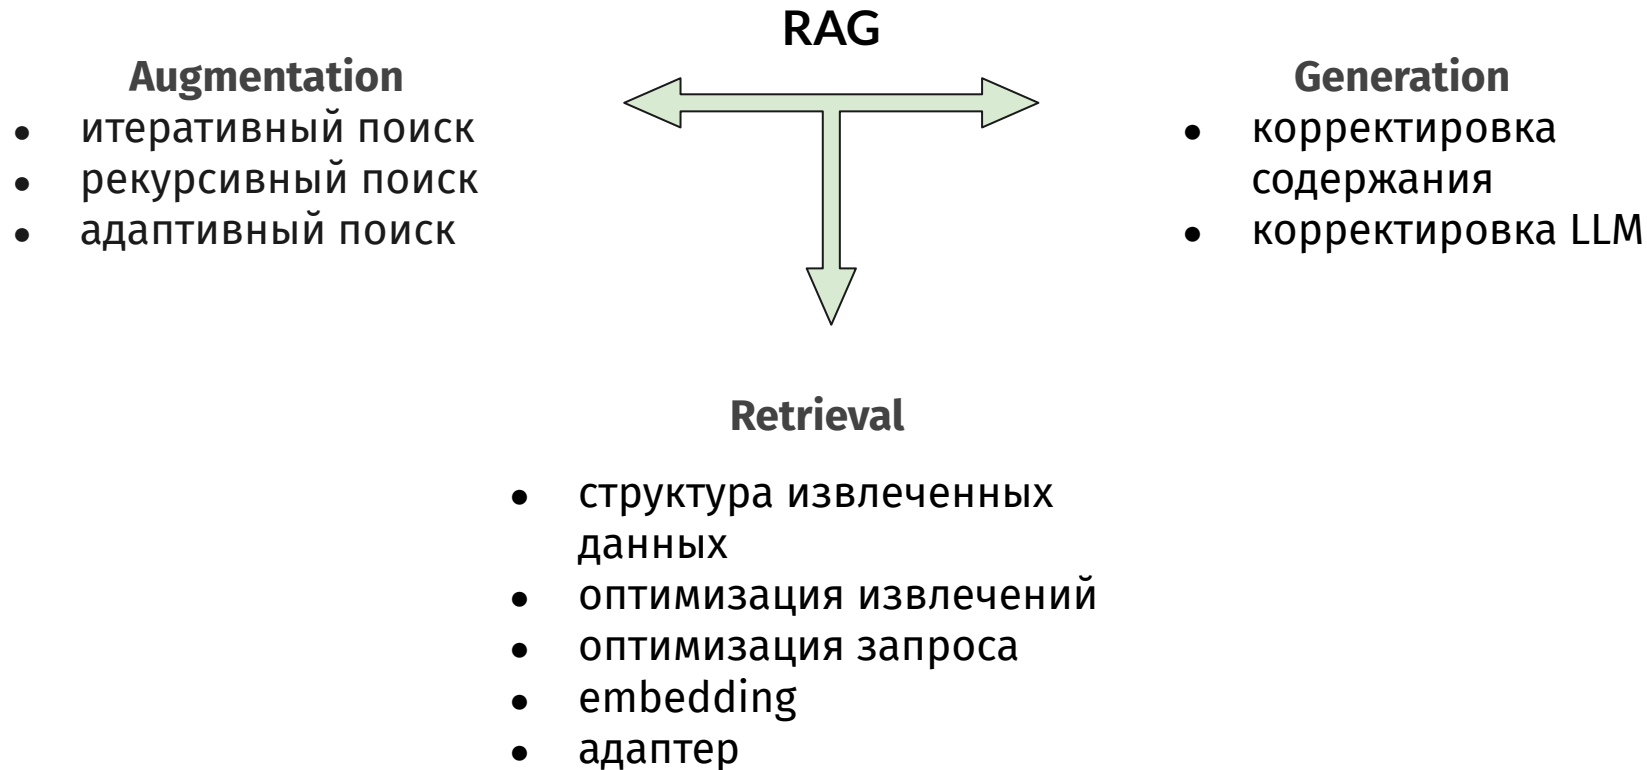 RAG
Augmentation
● итеративный поиск
● рекурсивный поиск
● адаптивный поиск
Generation
● корректировка
содержания
● корректировка LLM
Retrieval
● структура извлеченных
данных
● оптимизация извлечений
● оптимизация запроса
● embedding
● адаптер